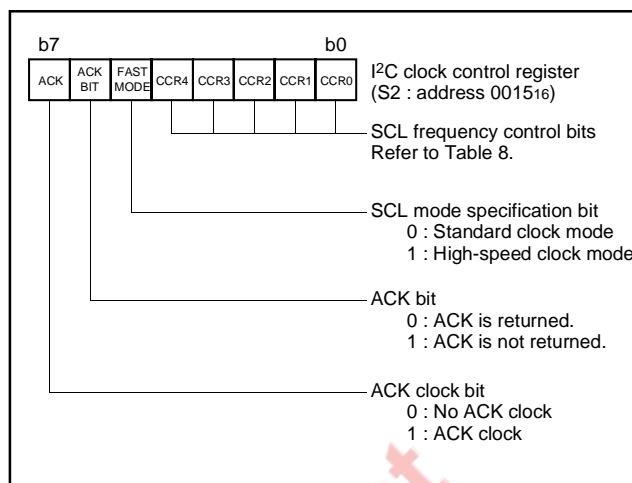 b7 b0
ACK ACK BIT FAST MODE CCR4 CCR3 CCR2 CCR1 CCR0
I²C clock control register
(S2 : address 0015₁₆)
SCL frequency control bits
Refer to Table 8.
SCL mode specification bit
0 : Standard clock mode
1 : High-speed clock mode
ACK bit
0 : ACK is returned.
1 : ACK is not returned.
ACK clock bit
0 : No ACK clock
1 : ACK clock